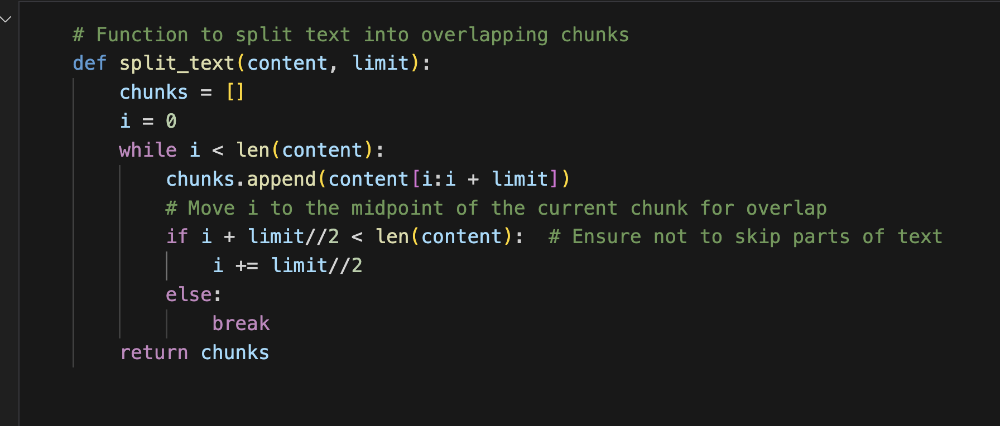 # Function to split text into overlapping chunks
def split_text(content, limit):
    chunks = []
    i = 0
    while i < len(content):
        chunks.append(content[i:i + limit])
        # Move i to the midpoint of the current chunk for overlap
        if i + limit//2 < len(content):  # Ensure not to skip parts of text
            i += limit//2
        else:
            break
    return chunks